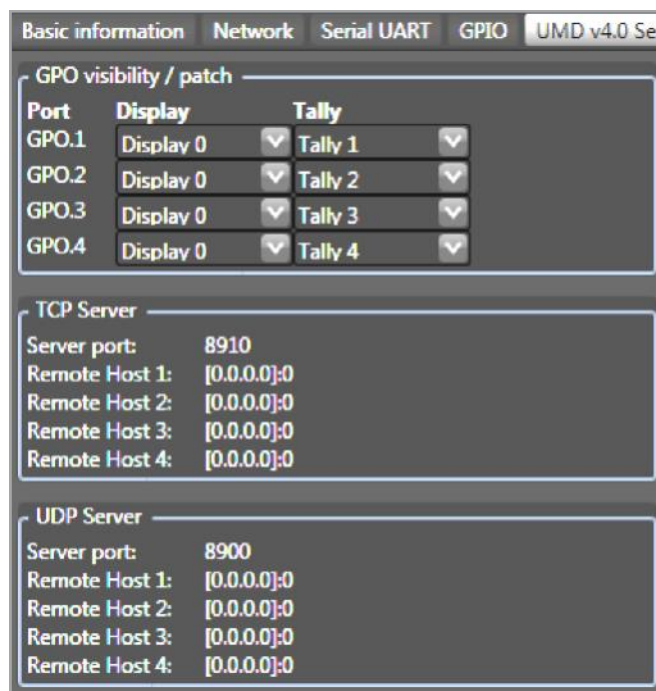 Basic information Network Serial UART GPIO UMD v4.0 Se
GPO visibility / patch
Port Display Tally
GPO.1 Display 0 Tally 1
GPO.2 Display 0 Tally 2
GPO.3 Display 0 Tally 3
GPO.4 Display 0 Tally 4
TCP Server
Server port: 8910
Remote Host 1: [0.0.0.0]:0
Remote Host 2: [0.0.0.0]:0
Remote Host 3: [0.0.0.0]:0
Remote Host 4: [0.0.0.0]:0
UDP Server
Server port: 8900
Remote Host 1: [0.0.0.0]:0
Remote Host 2: [0.0.0.0]:0
Remote Host 3: [0.0.0.0]:0
Remote Host 4: [0.0.0.0]:0